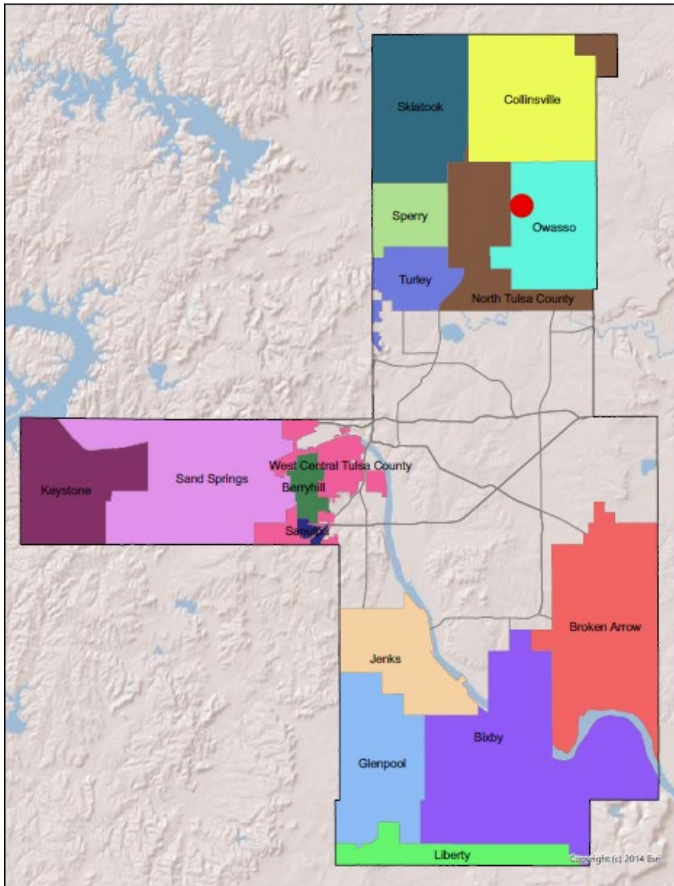 Skiatook
Collinsville
Sperry
Owasso
Turley
North Tulsa County
West Central Tulsa County
Keystone
Sand Springs
Berryhill
Sapulpa
Broken Arrow
Jenks
Bixby
Glenpool
Liberty
Copyright:(c) 2014 Esri